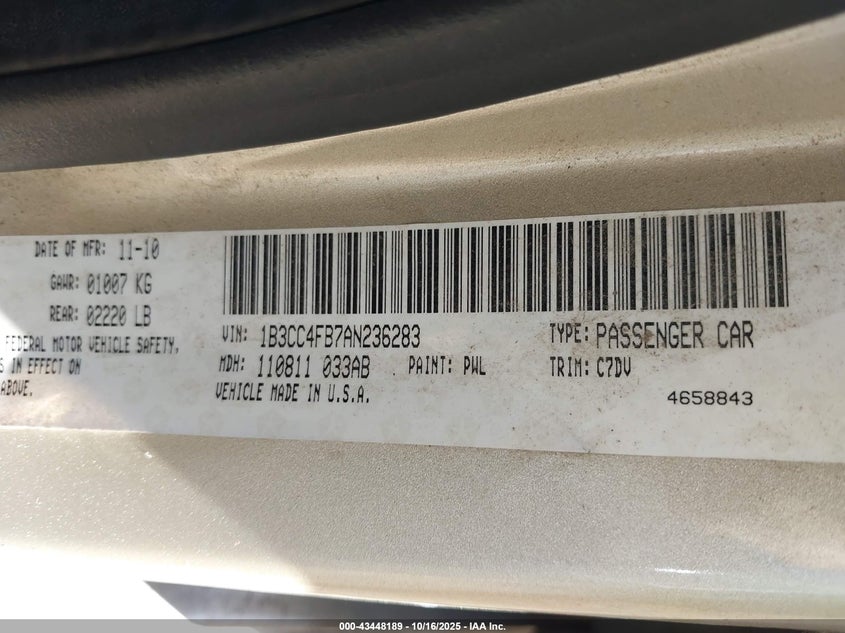 DATE OF MFR: 11-10
GAWR: 01007 KG
REAR: 02220 LB
FEDERAL MOTOR VEHICLE SAFETY,
S IN EFFECT ON
ABOVE.
VIN: 1B3CC4FB7AN236283
TYPE: PASSENGER CAR
MDH: 110811 033AB
PAINT: PWL
TRIM: C7DV
VEHICLE MADE IN U.S.A.
4658843
000-43448189 - 10/16/2025 - IAA Inc.